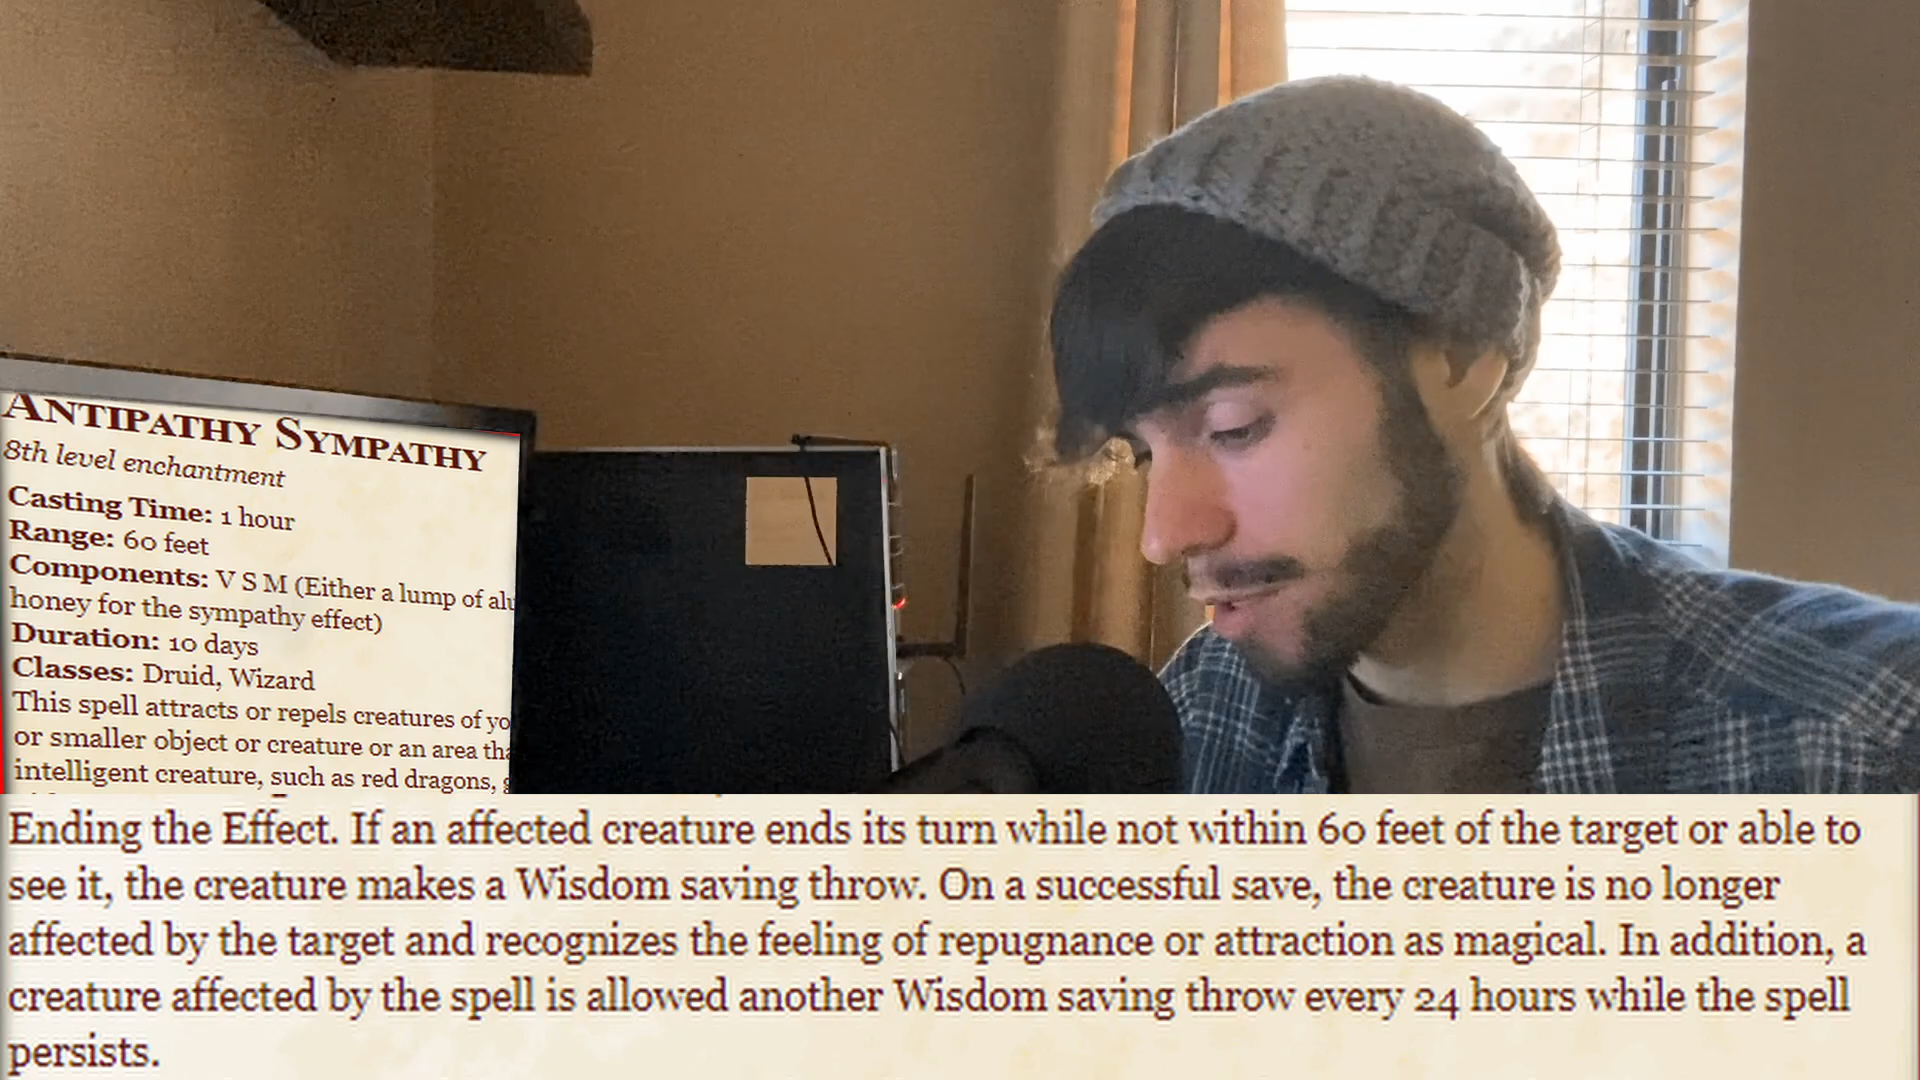 Antipathy Sympathy
8th level enchantment
Casting Time: 1 hour
Range: 60 feet
Components: V S M (Either a lump of
honey for the sympathy effect)
Duration: 10 days
Classes: Druid, Wizard
This spell attracts or repels creatures of
or smaller object or creature or an area
intelligent creature, such as red dragons,
Ending the Effect. If an affected creature ends its turn while not within 60 feet of the target or able to
see it, the creature makes a Wisdom saving throw. On a successful save, the creature is no longer
affected by the target and recognizes the feeling of repugnance or attraction as magical. In addition, a
creature affected by the spell is allowed another Wisdom saving throw every 24 hours while the spell
persists.